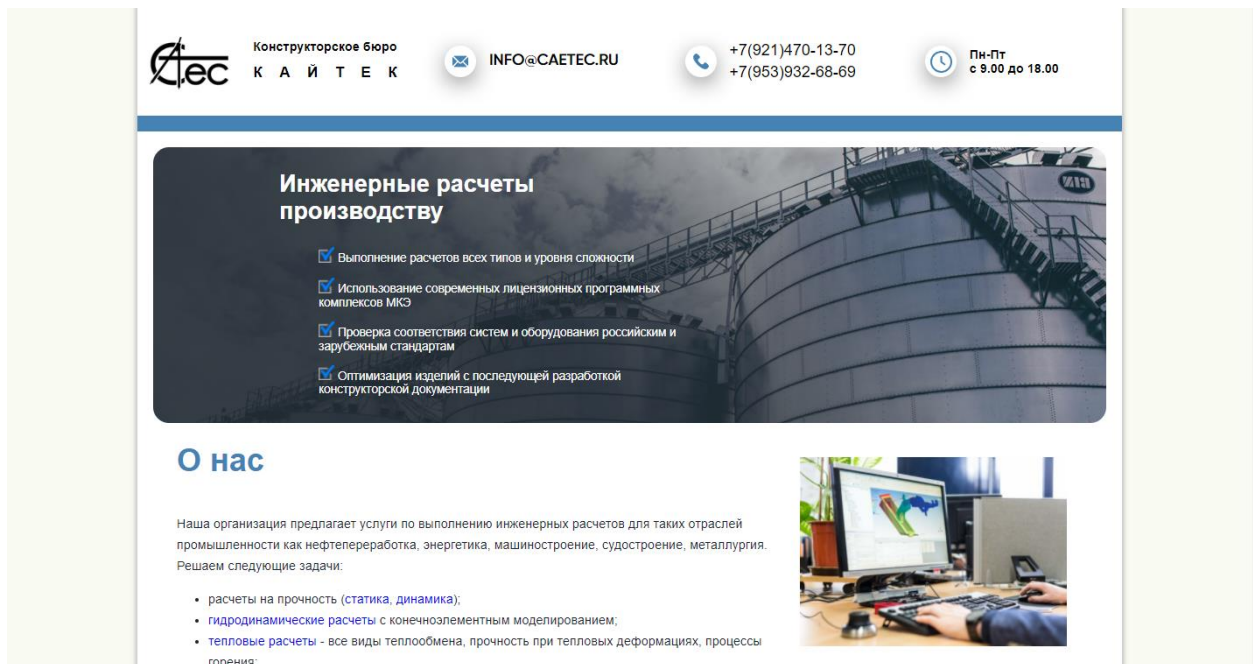 Конструкторское бюро
К А Й Т Е К
INFO@CAETEC.RU
+7(921)470-13-70
+7(953)932-68-69
Пн-Пт
с 9.00 до 18.00
Инженерные расчеты
производству
Выполнение расчетов всех типов и уровня сложности
Использование современных лицензионных программных
комплексов МКЭ
Проверка соответствия систем и оборудования российским и
зарубежным стандартам
Оптимизация изделий с последующей разработкой
конструкторской документации
О нас
Наша организация предлагает услуги по выполнению инженерных расчетов для таких отраслей
промышленности как нефтепереработка, энергетика, машиностроение, судостроение, металлургия.
Решаем следующие задачи:
• расчеты на прочность (статика, динамика);
• гидродинамические расчеты с конечноэлементным моделированием;
• тепловые расчеты - все виды теплообмена, прочность при тепловых деформациях, процессы
горения;